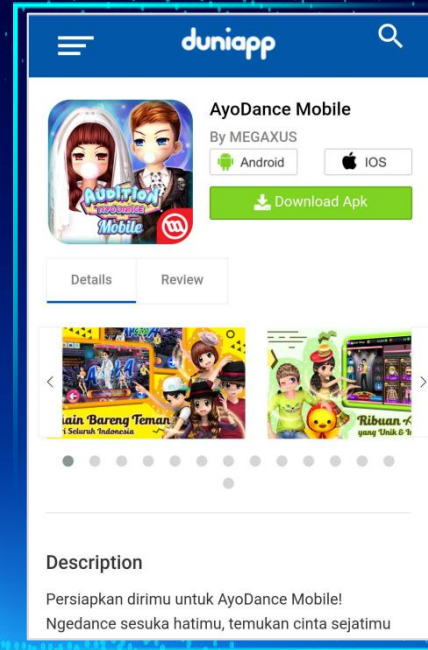 duniapp
AyoDance Mobile
By MEGAXUS
Android
IOS
Download Apk
AUDITION
AYODANCE
Mobile
Details
Review
ain Bareng Teman
i Seluruh Indonesia
Ribuan
yang Unik &
Description
Persiapkan dirimu untuk AyoDance Mobile!
Ngedance sesuka hatimu, temukan cinta sejatimu